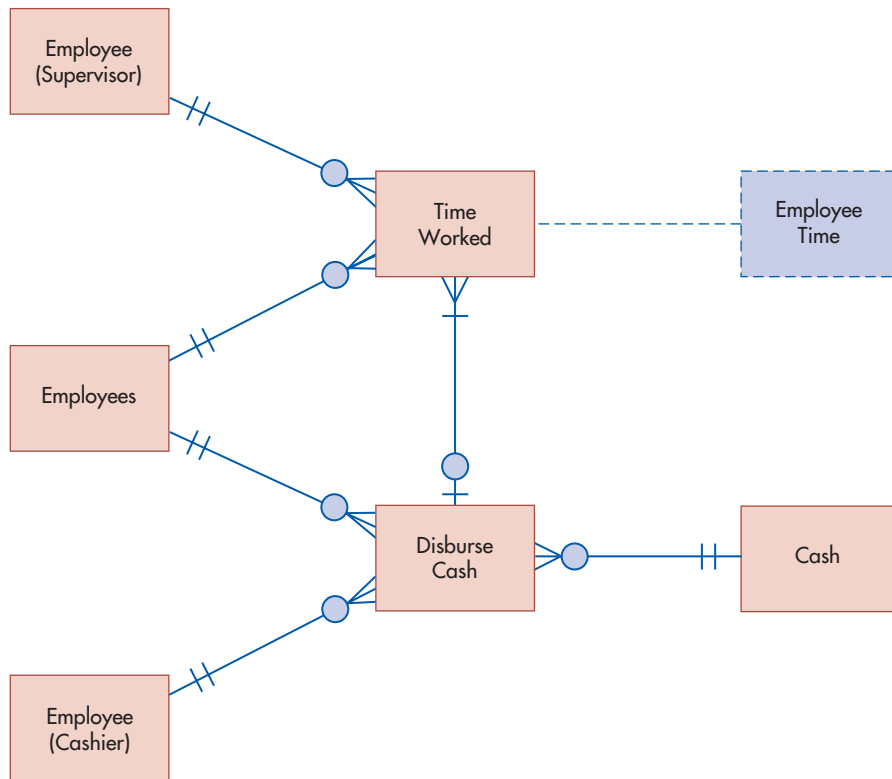 Employee
(Supervisor)
Time
Worked
Employee
Time
Employees
Disburse
Cash
Cash
Employee
(Cashier)